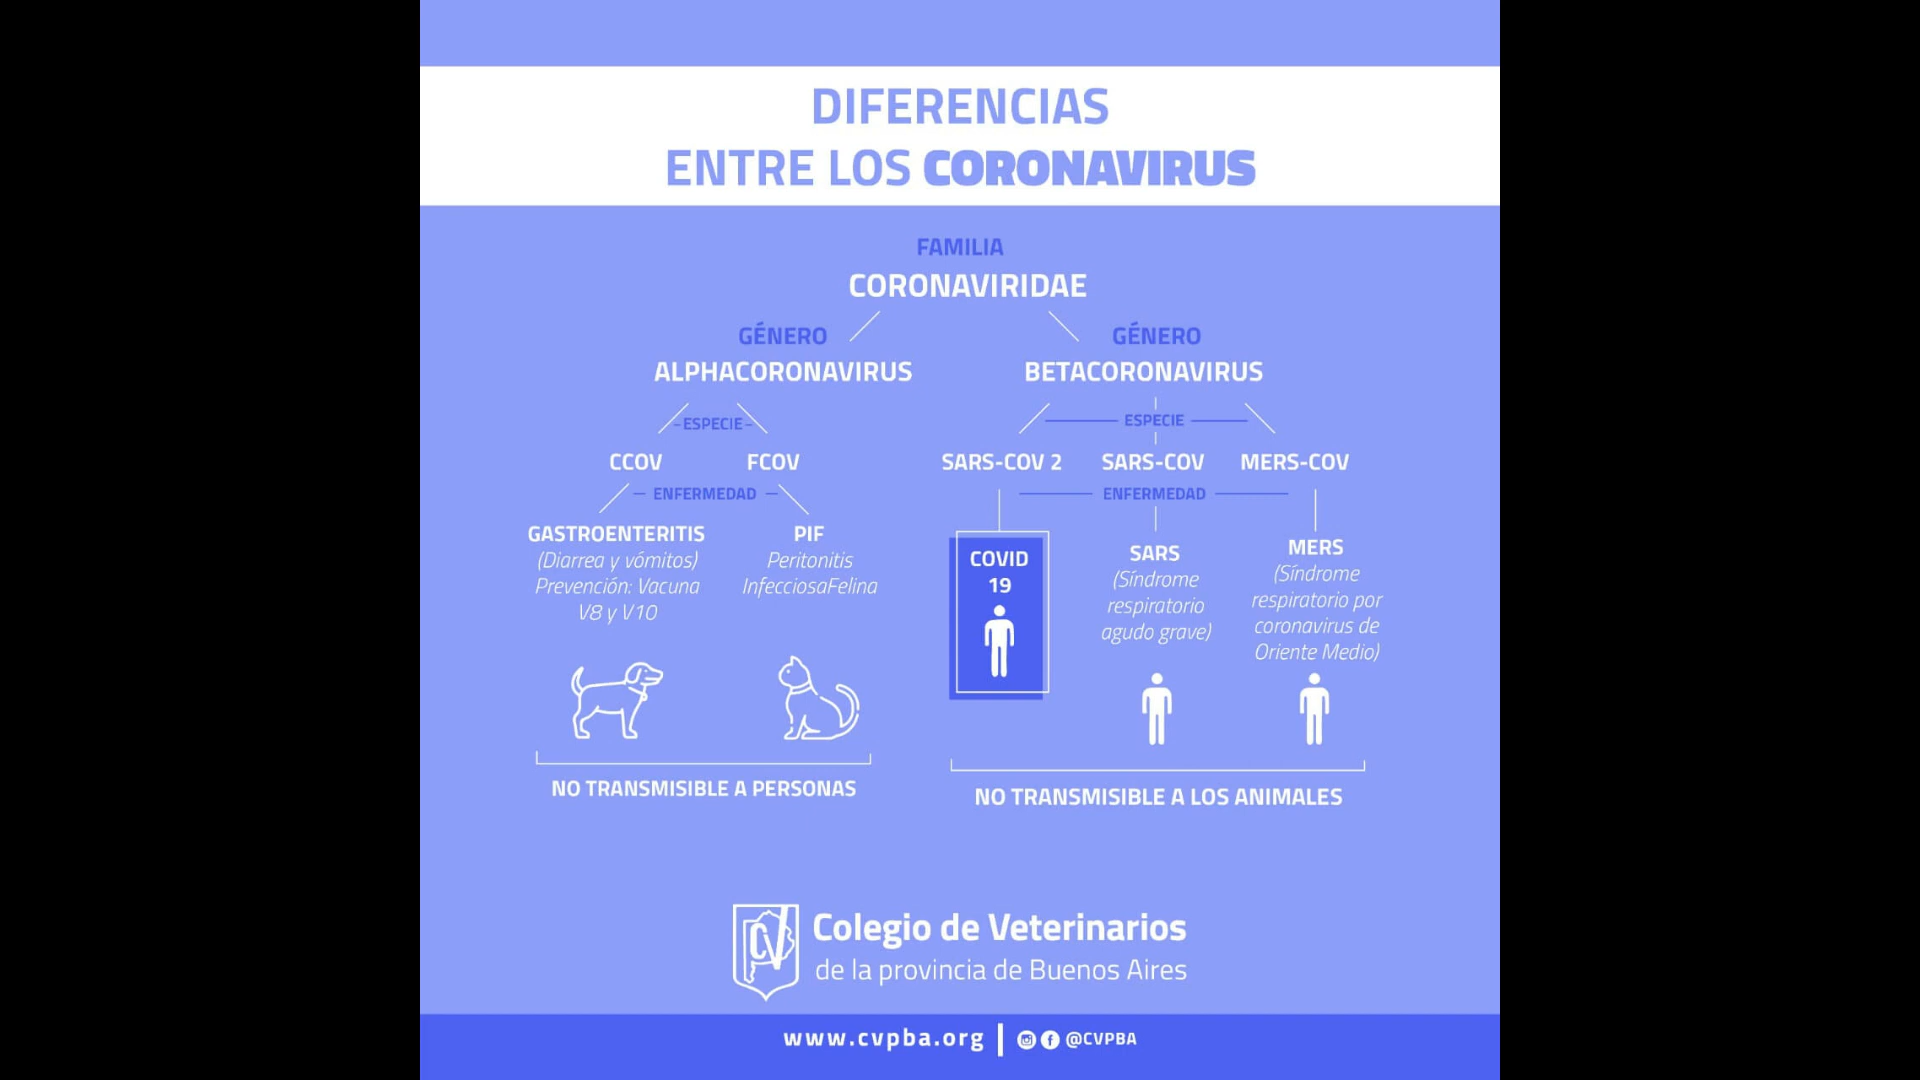 DIFERENCIAS
ENTRE LOS CORONAVIRUS
FAMILIA
CORONAVIRIDAE
GÉNERO
ALPHACORONAVIRUS
ESPECIE
CCOV
FCOV
ENFERMEDAD
GASTROENTERITIS
(Diarrea y vómitos)
Prevención: Vacuna
V8 y V10
PIF
Peritonitis
InfecciosaFelina
NO TRANSMISIBLE A PERSONAS
GÉNERO
BETACORONAVIRUS
ESPECIE
SARS-COV 2
SARS-COV
MERS-COV
ENFERMEDAD
COVID
19
SARS
(Síndrome
respiratorio
agudo grave)
MERS
(Síndrome
respiratorio por
coronavirus de
Oriente Medio)
NO TRANSMISIBLE A LOS ANIMALES
CV
Colegio de Veterinarios
de la provincia de Buenos Aires
www.cvpba.org | @CVPBA